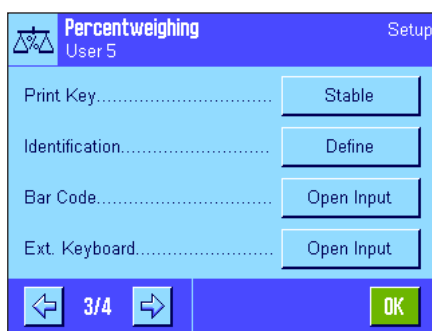 Percentweighing
Setup
User 5
Print Key............................... Stable
Identification.......................... Define
Bar Code............................... Open Input
Ext. Keyboard........................ Open Input
3/4
OK